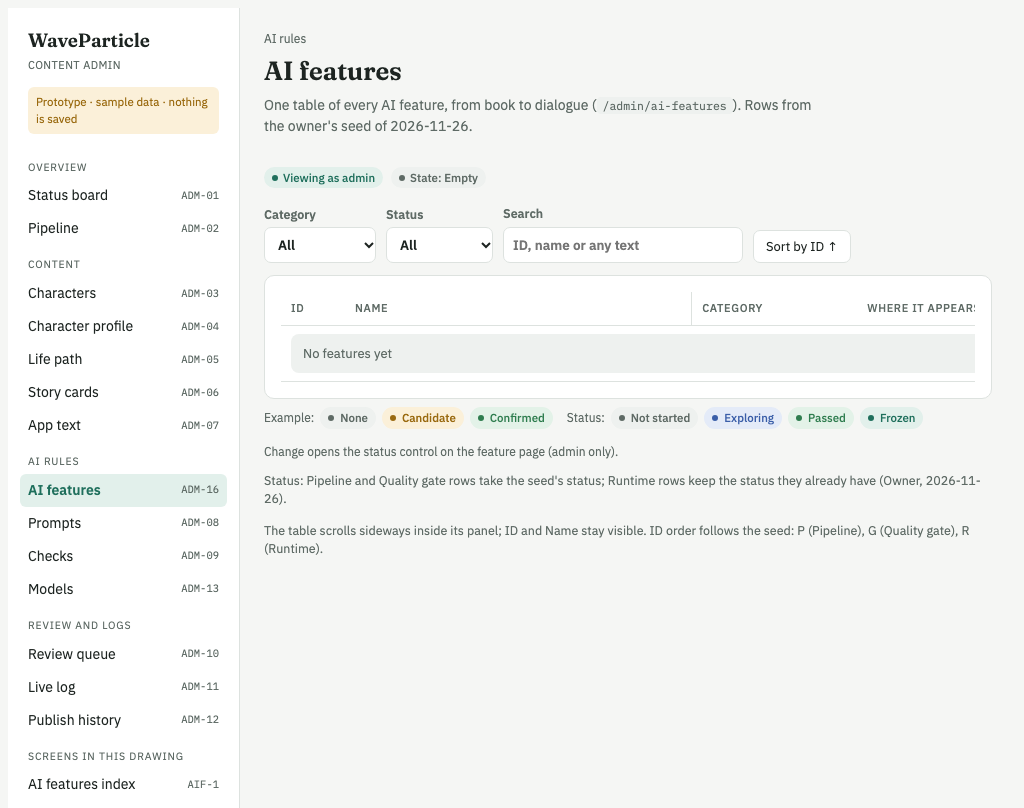 WaveParticle
CONTENT ADMIN
Prototype · sample data · nothing
is saved
OVERVIEW
Status board ADM-01
Pipeline ADM-02
CONTENT
Characters ADM-03
Character profile ADM-04
Life path ADM-05
Story cards ADM-06
App text ADM-07
AI RULES
AI features ADM-16
Prompts ADM-08
Checks ADM-09
Models ADM-13
REVIEW AND LOGS
Review queue ADM-10
Live log ADM-11
Publish history ADM-12
SCREENS IN THIS DRAWING
AI features index AIF-1
AI rules
AI features
One table of every AI feature, from book to dialogue ( /admin/ai-features ). Rows from
the owner's seed of 2026-11-26.
Viewing as admin State: Empty
Category Status Search
All All ID, name or any text Sort by ID ↑
ID NAME CATEGORY WHERE IT APPEARS
No features yet
Example: None Candidate Confirmed Status: Not started Exploring Passed Frozen
Change opens the status control on the feature page (admin only).
Status: Pipeline and Quality gate rows take the seed's status; Runtime rows keep the status they already have (Owner, 2026-11-
26).
The table scrolls sideways inside its panel; ID and Name stay visible. ID order follows the seed: P (Pipeline), G (Quality gate), R
(Runtime).